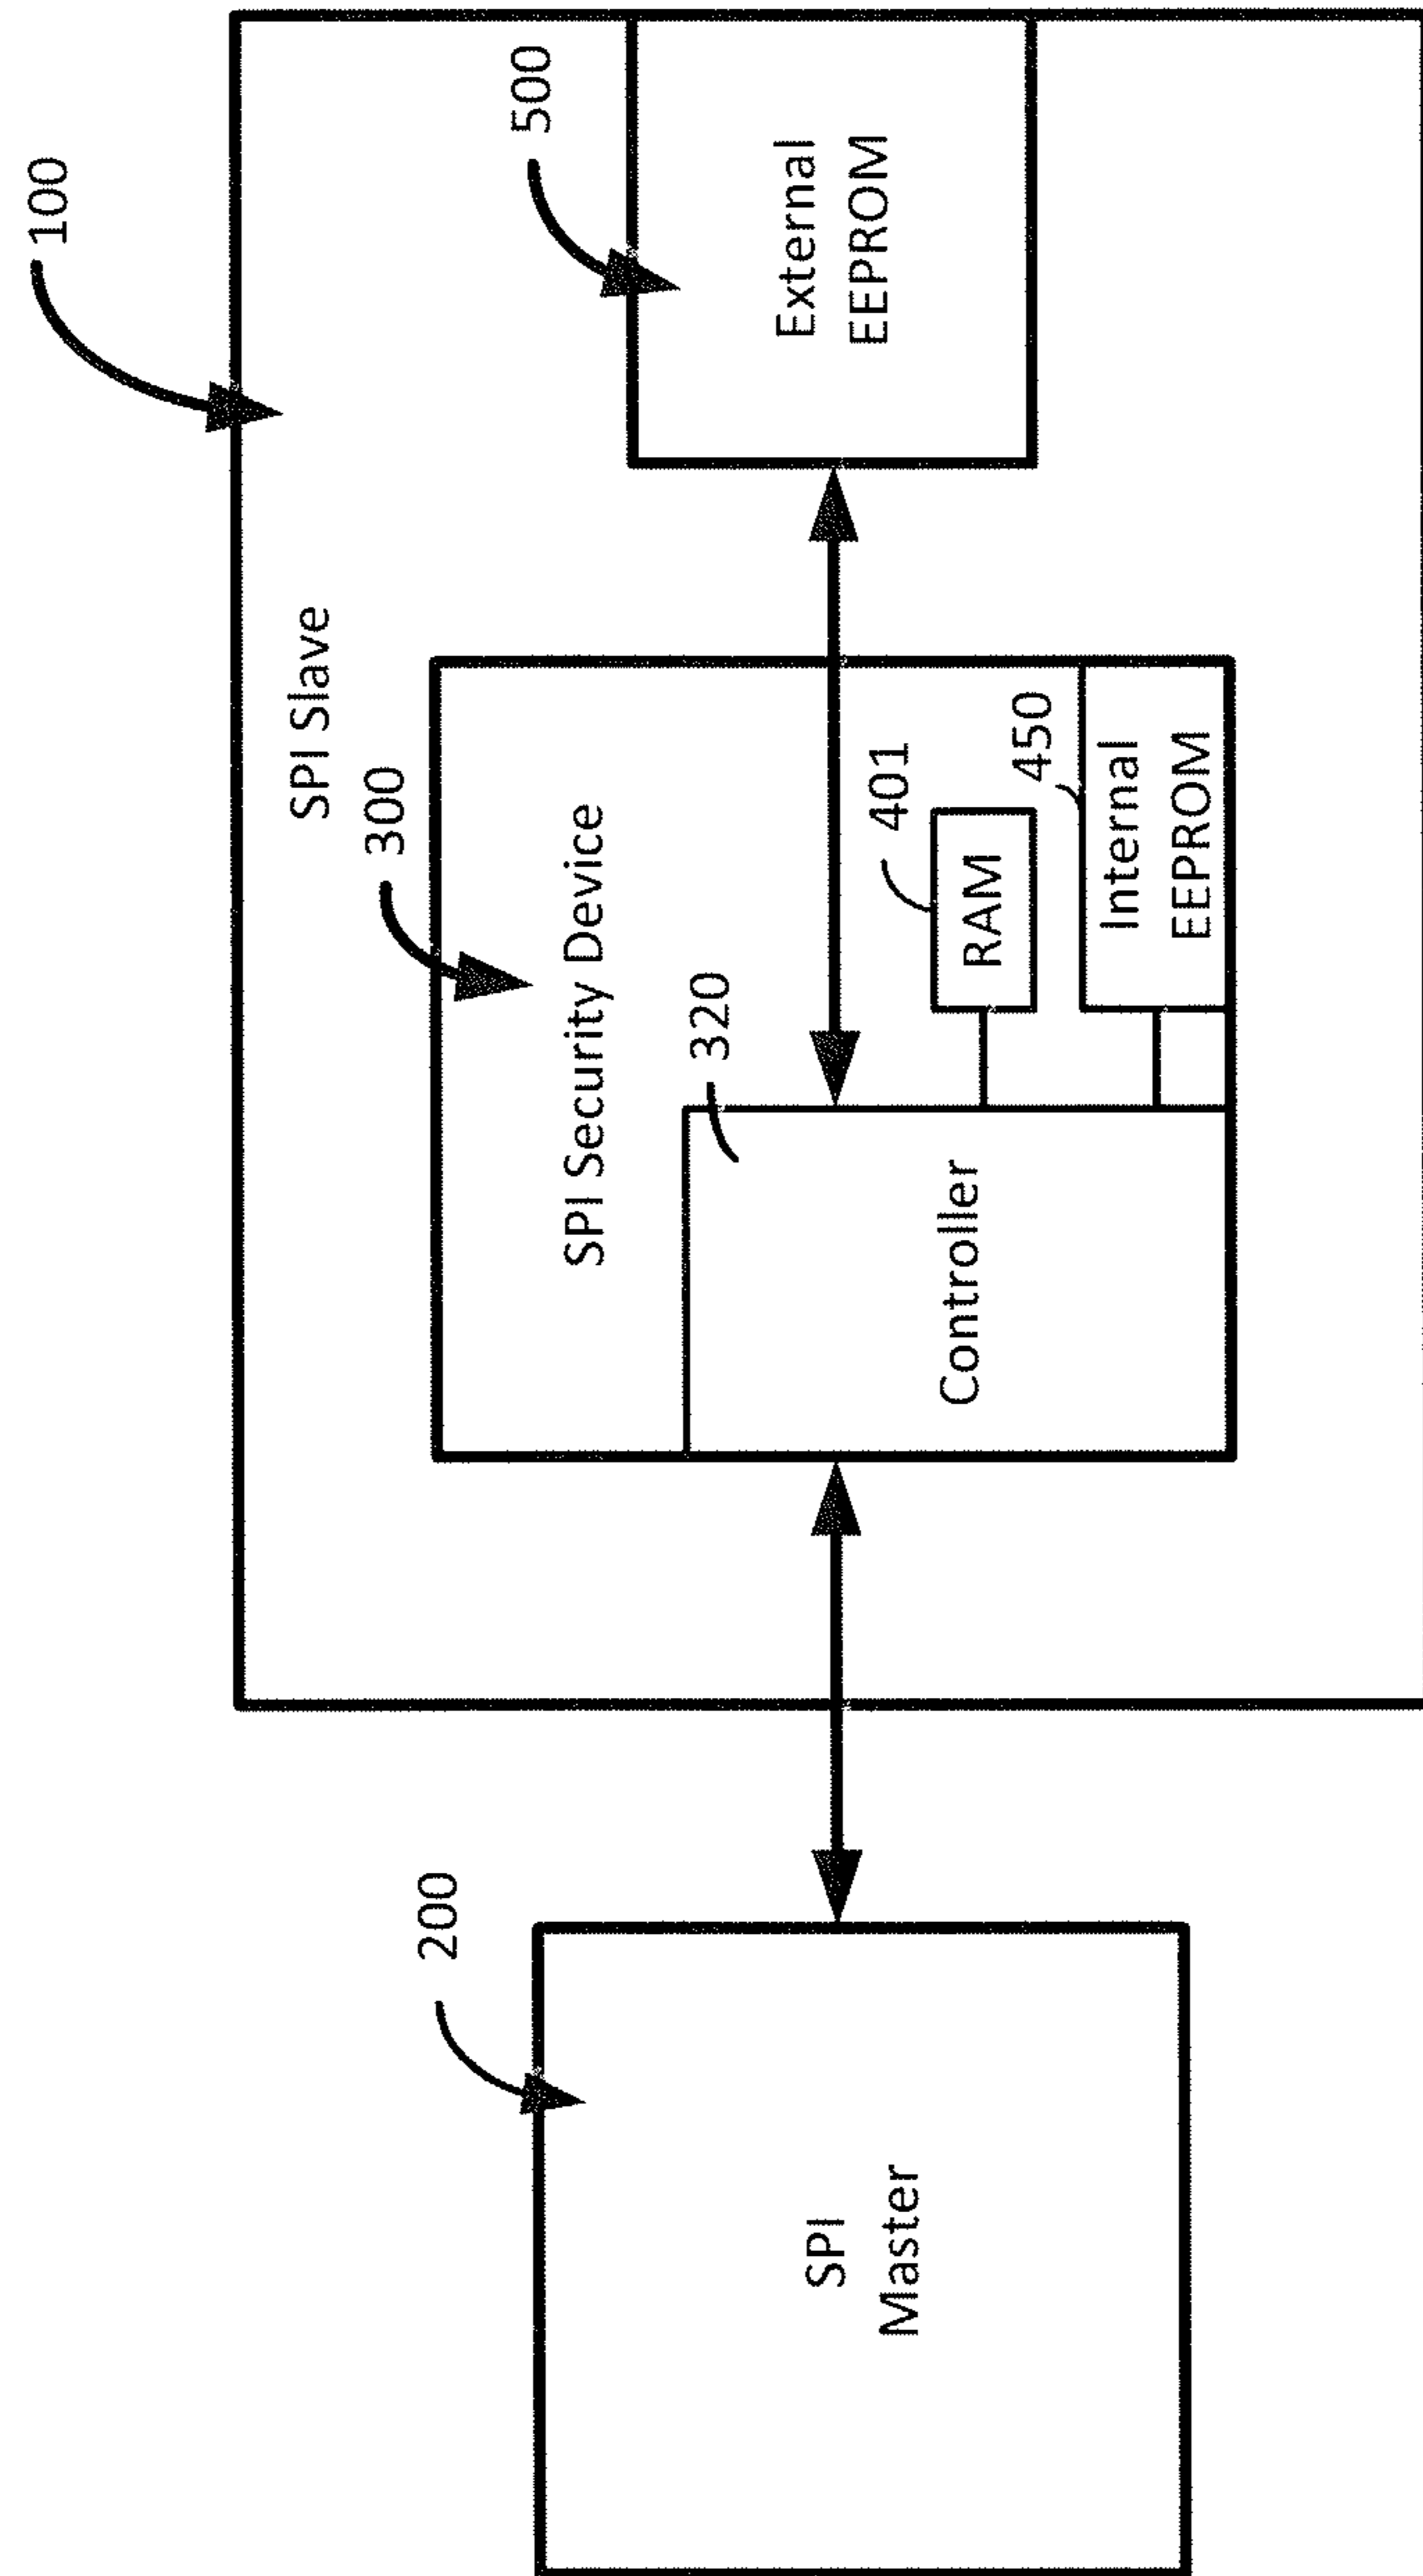 100
SPI Slave
200
300
500
SPI Security Device
320
SPI
Master
Controller
401
RAM
450
Internal
EEPROM
External
EEPROM